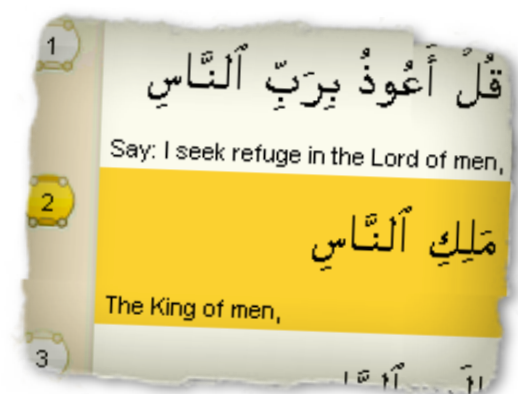 1
قُلْ أَعُوذُ بِرَبِّ ٱلنَّاسِ
Say: I seek refuge in the Lord of men,
2
مَلِكِ ٱلنَّاسِ
The King of men,
3